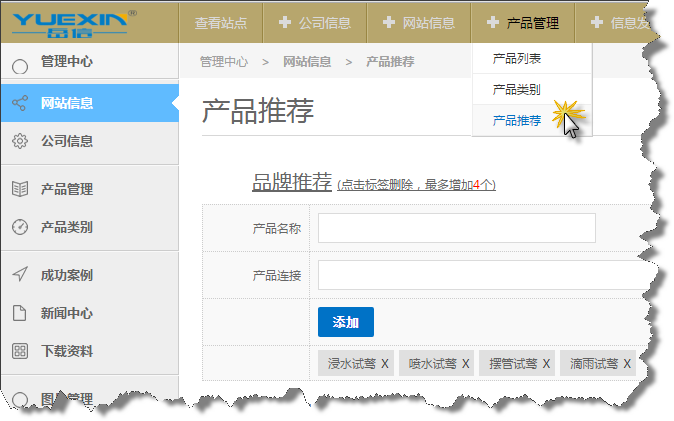 YUEXIN®
岳信
查看站点
公司信息
网站信息
产品管理
信息发
产品列表
产品类别
产品推荐
管理中心
网站信息
公司信息
产品管理
产品类别
成功案例
新闻中心
下载资料
管理
管理中心 > 网站信息 > 产品推荐
产品推荐
品牌推荐 (点击标签删除，最多增加4个)
产品名称
产品连接
添加
浸水试莺 X
喷水试莺 X
摆管试莺 X
滴雨试莺 X